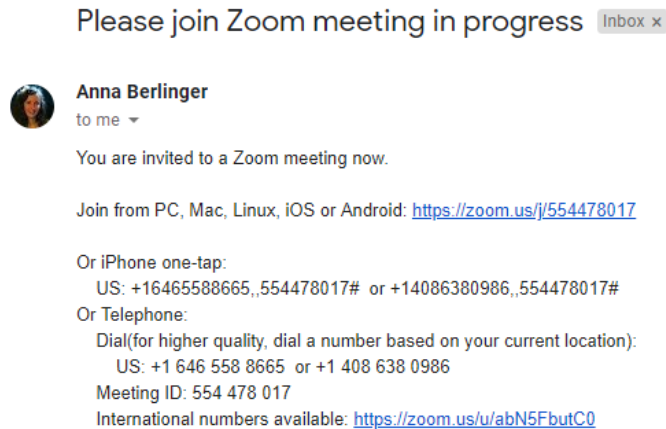 Please join Zoom meeting in progress Inbox x
Anna Berlinger
to me
You are invited to a Zoom meeting now.
Join from PC, Mac, Linux, iOS or Android: https://zoom.us/j/554478017
Or iPhone one-tap:
US: +16465588665,,554478017# or +14086380986,,554478017#
Or Telephone:
Dial(for higher quality, dial a number based on your current location):
US: +1 646 558 8665 or +1 408 638 0986
Meeting ID: 554 478 017
International numbers available: https://zoom.us/u/abN5FbutC0